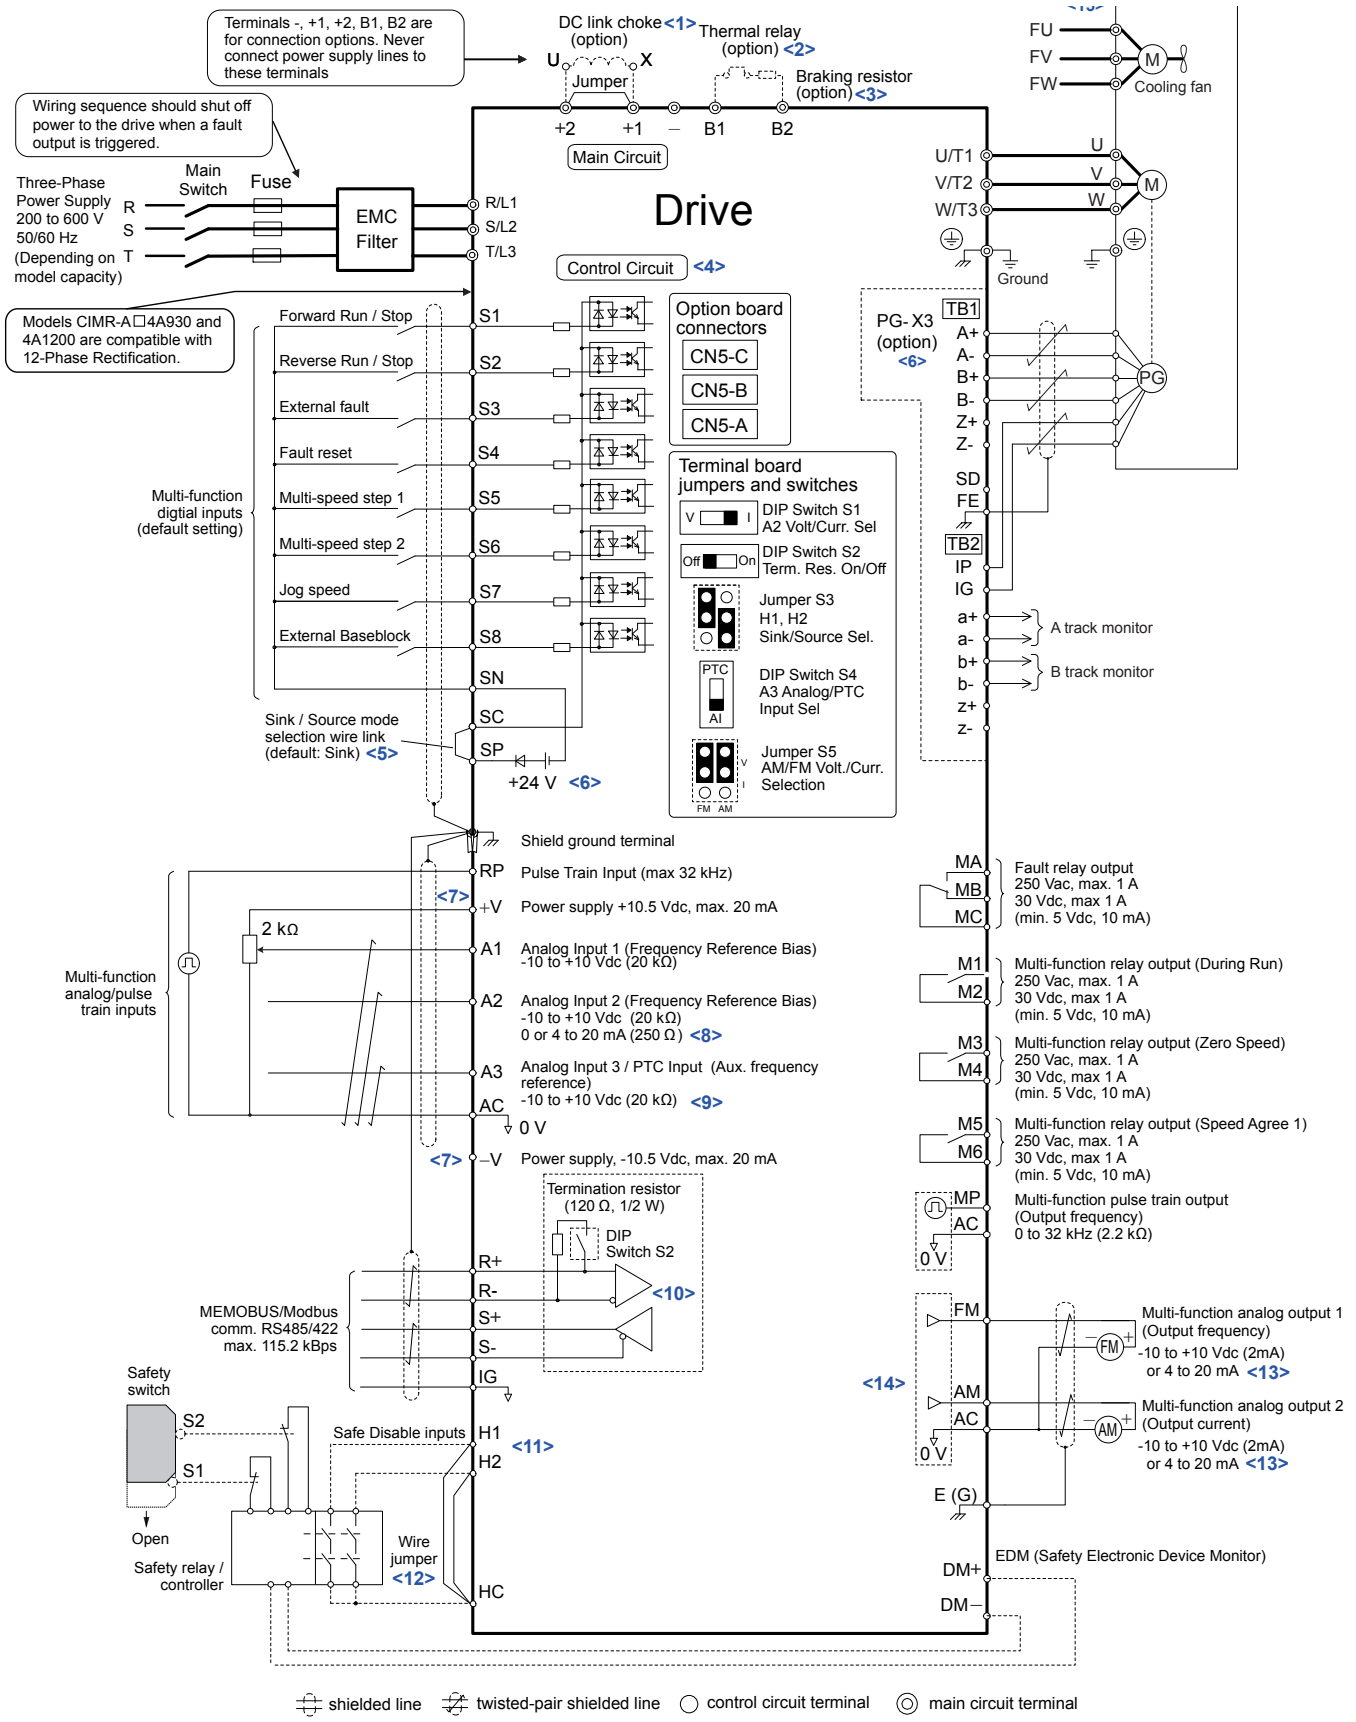 Terminals -, +1, +2, B1, B2 are
for connection options. Never
connect power supply lines to
these terminals
DC link choke <1>
(option)
U
X
Jumper
Thermal relay
(option) <2>
Braking resistor
(option) <3>
FU
FV
FW
M
Cooling fan
Wiring sequence should shut off
power to the drive when a fault
output is triggered.
+2
+1
−
B1
B2
Main Circuit
Drive
Three-Phase
Power Supply
200 to 600 V
50/60 Hz
(Depending on
model capacity)
R
S
T
Main
Switch
Fuse
EMC
Filter
R/L1
S/L2
T/L3
U/T1
V/T2
W/T3
U
V
W
M
Ground
Control Circuit <4>
Models CIMR-A□4A930 and
4A1200 are compatible with
12-Phase Rectification.
Multi-function
digtial inputs
(default setting)
Forward Run / Stop
S1
Reverse Run / Stop
S2
External fault
S3
Fault reset
S4
Multi-speed step 1
S5
Multi-speed step 2
S6
Jog speed
S7
External Baseblock
S8
SN
SC
SP
Sink / Source mode
selection wire link
(default: Sink) <5>
+24 V <6>
Option board
connectors
CN5-C
CN5-B
CN5-A
Terminal board
jumpers and switches
V
I
DIP Switch S1
A2 Volt/Curr. Sel
Off
On
DIP Switch S2
Term. Res. On/Off
Jumper S3
H1, H2
Sink/Source Sel.
PTC
AI
DIP Switch S4
A3 Analog/PTC
Input Sel
V
I
FM AM
Jumper S5
AM/FM Volt./Curr.
Selection
PG-X3
(option)
<6>
TB1
A+
A-
B+
B-
Z+
Z-
SD
FE
PG
TB2
IP
IG
a+
a-
A track monitor
b+
b-
B track monitor
z+
z-
Shield ground terminal
Multi-function
analog/pulse
train inputs
2 kΩ
<7>
RP
Pulse Train Input (max 32 kHz)
+V
Power supply +10.5 Vdc, max. 20 mA
A1
Analog Input 1 (Frequency Reference Bias)
-10 to +10 Vdc (20 kΩ)
A2
Analog Input 2 (Frequency Reference Bias)
-10 to +10 Vdc (20 kΩ)
0 or 4 to 20 mA (250 Ω) <8>
A3
Analog Input 3 / PTC Input (Aux. frequency
reference)
-10 to +10 Vdc (20 kΩ) <9>
AC
0 V
<7>
−V
Power supply, -10.5 Vdc, max. 20 mA
MA
MB
MC
Fault relay output
250 Vac, max. 1 A
30 Vdc, max 1 A
(min. 5 Vdc, 10 mA)
M1
M2
Multi-function relay output (During Run)
250 Vac, max. 1 A
30 Vdc, max 1 A
(min. 5 Vdc, 10 mA)
M3
M4
Multi-function relay output (Zero Speed)
250 Vac, max. 1 A
30 Vdc, max 1 A
(min. 5 Vdc, 10 mA)
M5
M6
Multi-function relay output (Speed Agree 1)
250 Vac, max. 1 A
30 Vdc, max 1 A
(min. 5 Vdc, 10 mA)
MP
AC
0 V
Multi-function pulse train output
(Output frequency)
0 to 32 kHz (2.2 kΩ)
Termination resistor
(120 Ω, 1/2 W)
DIP
Switch S2
<10>
MEMOBUS/Modbus
comm. RS485/422
max. 115.2 kBps
R+
R-
S+
S-
IG
<14>
FM
AM
AC
0 V
E (G)
FM
− +
AM
− +
Multi-function analog output 1
(Output frequency)
-10 to +10 Vdc (2mA)
or 4 to 20 mA <13>
Multi-function analog output 2
(Output current)
-10 to +10 Vdc (2mA)
or 4 to 20 mA <13>
Safety
switch
S2
S1
Open
Safety relay /
controller
Safe Disable inputs
H1
H2
<11>
Wire
jumper
<12>
HC
EDM (Safety Electronic Device Monitor)
DM+
DM−
shielded line
twisted-pair shielded line
control circuit terminal
main circuit terminal